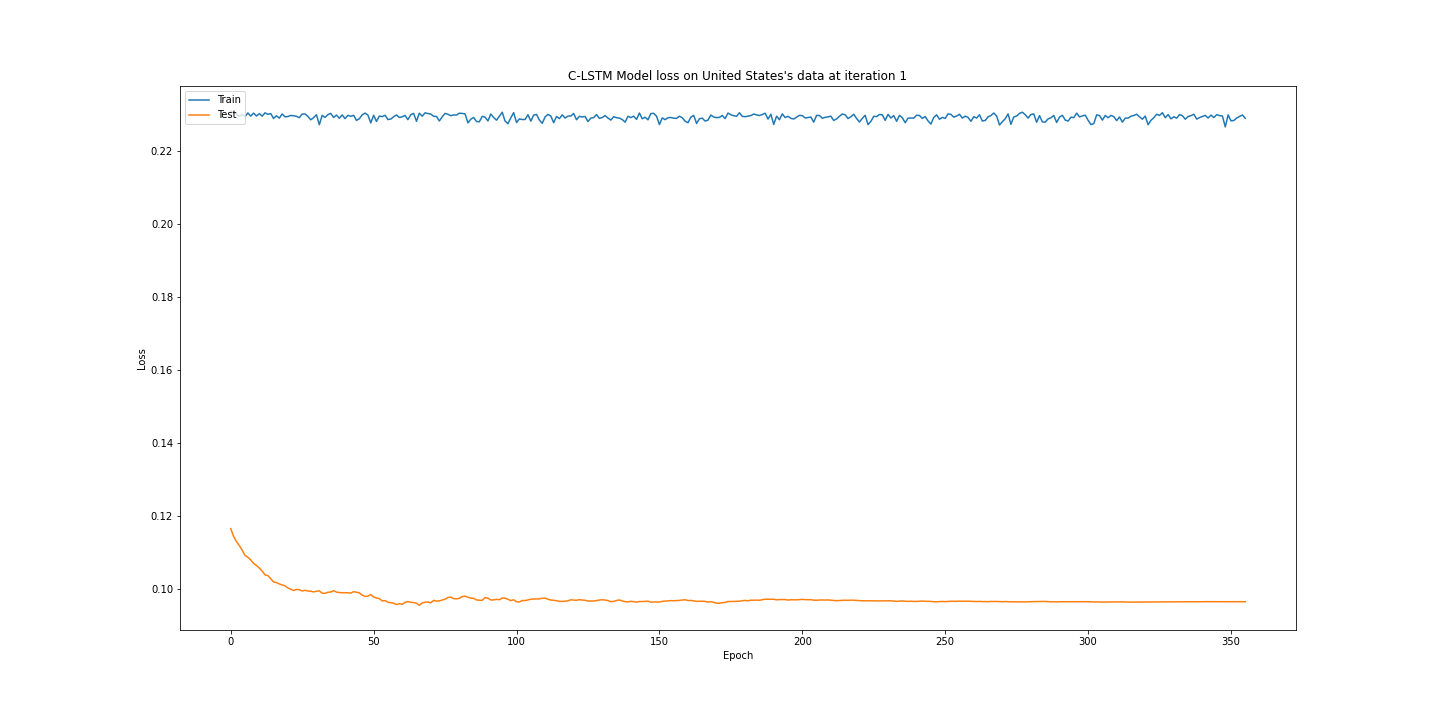 C-LSTM Model loss on United States's data at iteration 1
Train
Test
0.22
0.20
0.18
0.16
0.14
0.12
0.10
Loss
0 50 100 150 200 250 300 350
Epoch